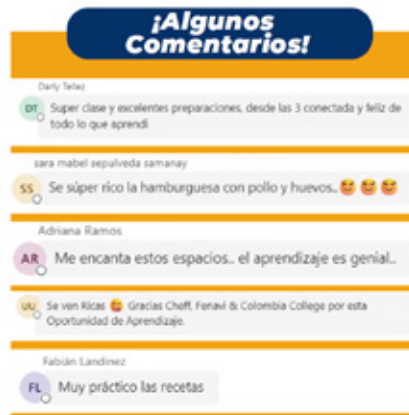 ¡Algunos
Comentarios!
Darly Tellez
DT
Super clase y excelentes preparaciones, desde las 3 conectada y feliz de
todo lo que aprendi
sara mabel sepulveda samanay
SS
Se súper rico la hamburguesa con pollo y huevos..
Adriana Ramos
AR
Me encanta estos espacios.. el aprendizaje es genial..
UU
Se ven Ricas 😋 Gracias Cheff, Fenavi & Colombia College por esta
Oportunidad de Aprendizaje.
Fabián Landinez
FL
Muy práctico las recetas